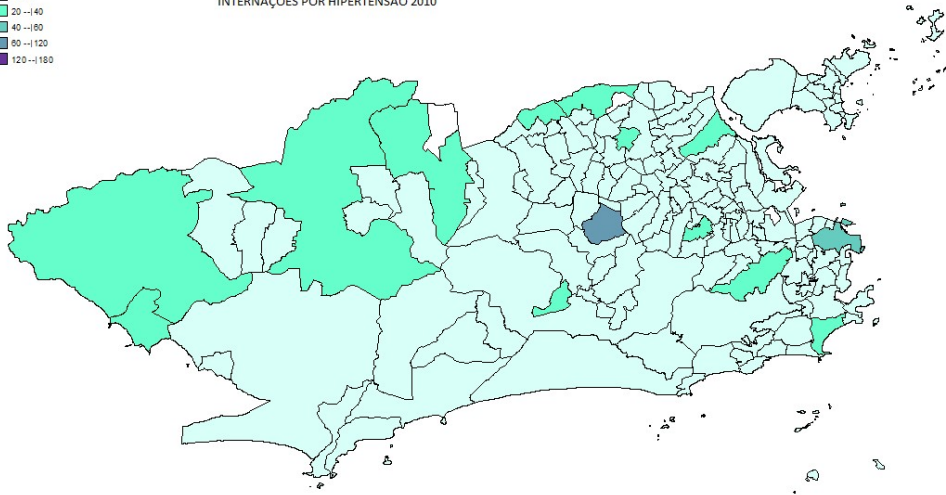 INTERNAÇÕES POR HIPERTENSÃO 2010
20 --| 40
40 --| 60
60 --| 120
120 --| 180